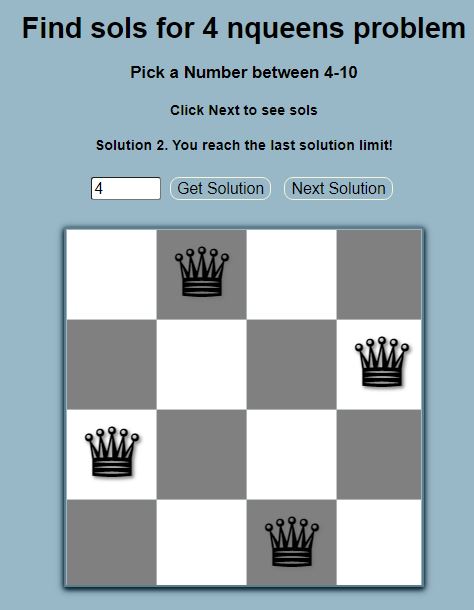 Find sols for 4 nqueens problem
Pick a Number between 4-10
Click Next to see sols
Solution 2. You reach the last solution limit!
4 Get Solution Next Solution